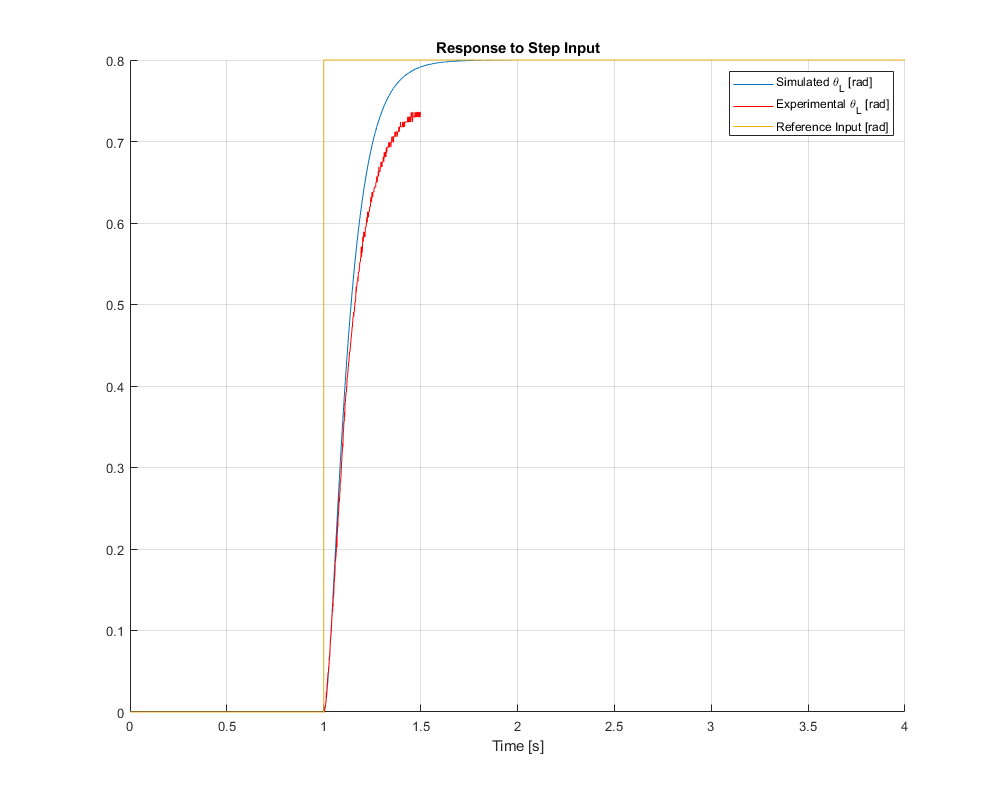 Response to Step Input
0.8
0.7
0.6
0.5
0.4
0.3
0.2
0.1
0
Simulated θ_L [rad]
Experimental θ_L [rad]
Reference Input [rad]
0 0.5 1 1.5 2 2.5 3 3.5 4
Time [s]